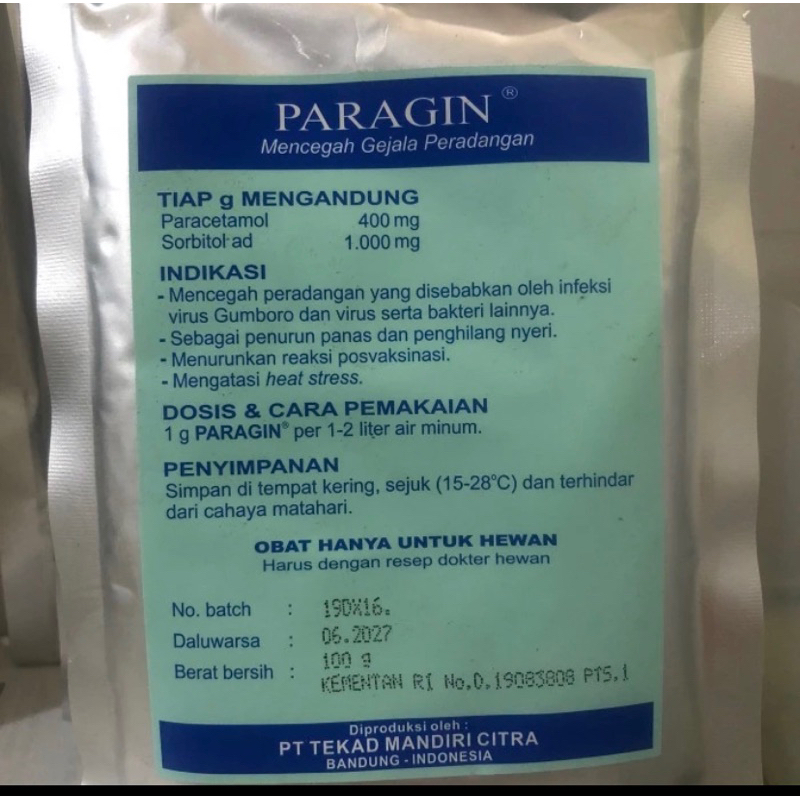 PARAGIN ®
Mencegah Gejala Peradangan
TIAP g MENGANDUNG
Paracetamol 400 mg
Sorbitol ad 1.000 mg
INDIKASI
- Mencegah peradangan yang disebabkan oleh infeksi
virus Gumboro dan virus serta bakteri lainnya.
- Sebagai penurun panas dan penghilang nyeri.
- Menurunkan reaksi posvaksinasi.
- Mengatasi heat stress.
DOSIS & CARA PEMAKAIAN
1 g PARAGIN® per 1-2 liter air minum.
PENYIMPANAN
Simpan di tempat kering, sejuk (15-28°C) dan terhindar
dari cahaya matahari.
OBAT HANYA UNTUK HEWAN
Harus dengan resep dokter hewan
No. batch : 190X16.
Daluwarsa : 06.2027
Berat bersih : 100 g
KEMENTAN RI No.D.19083808 PTS.1
Diproduksi oleh :
PT TEKAD MANDIRI CITRA
BANDUNG - INDONESIA